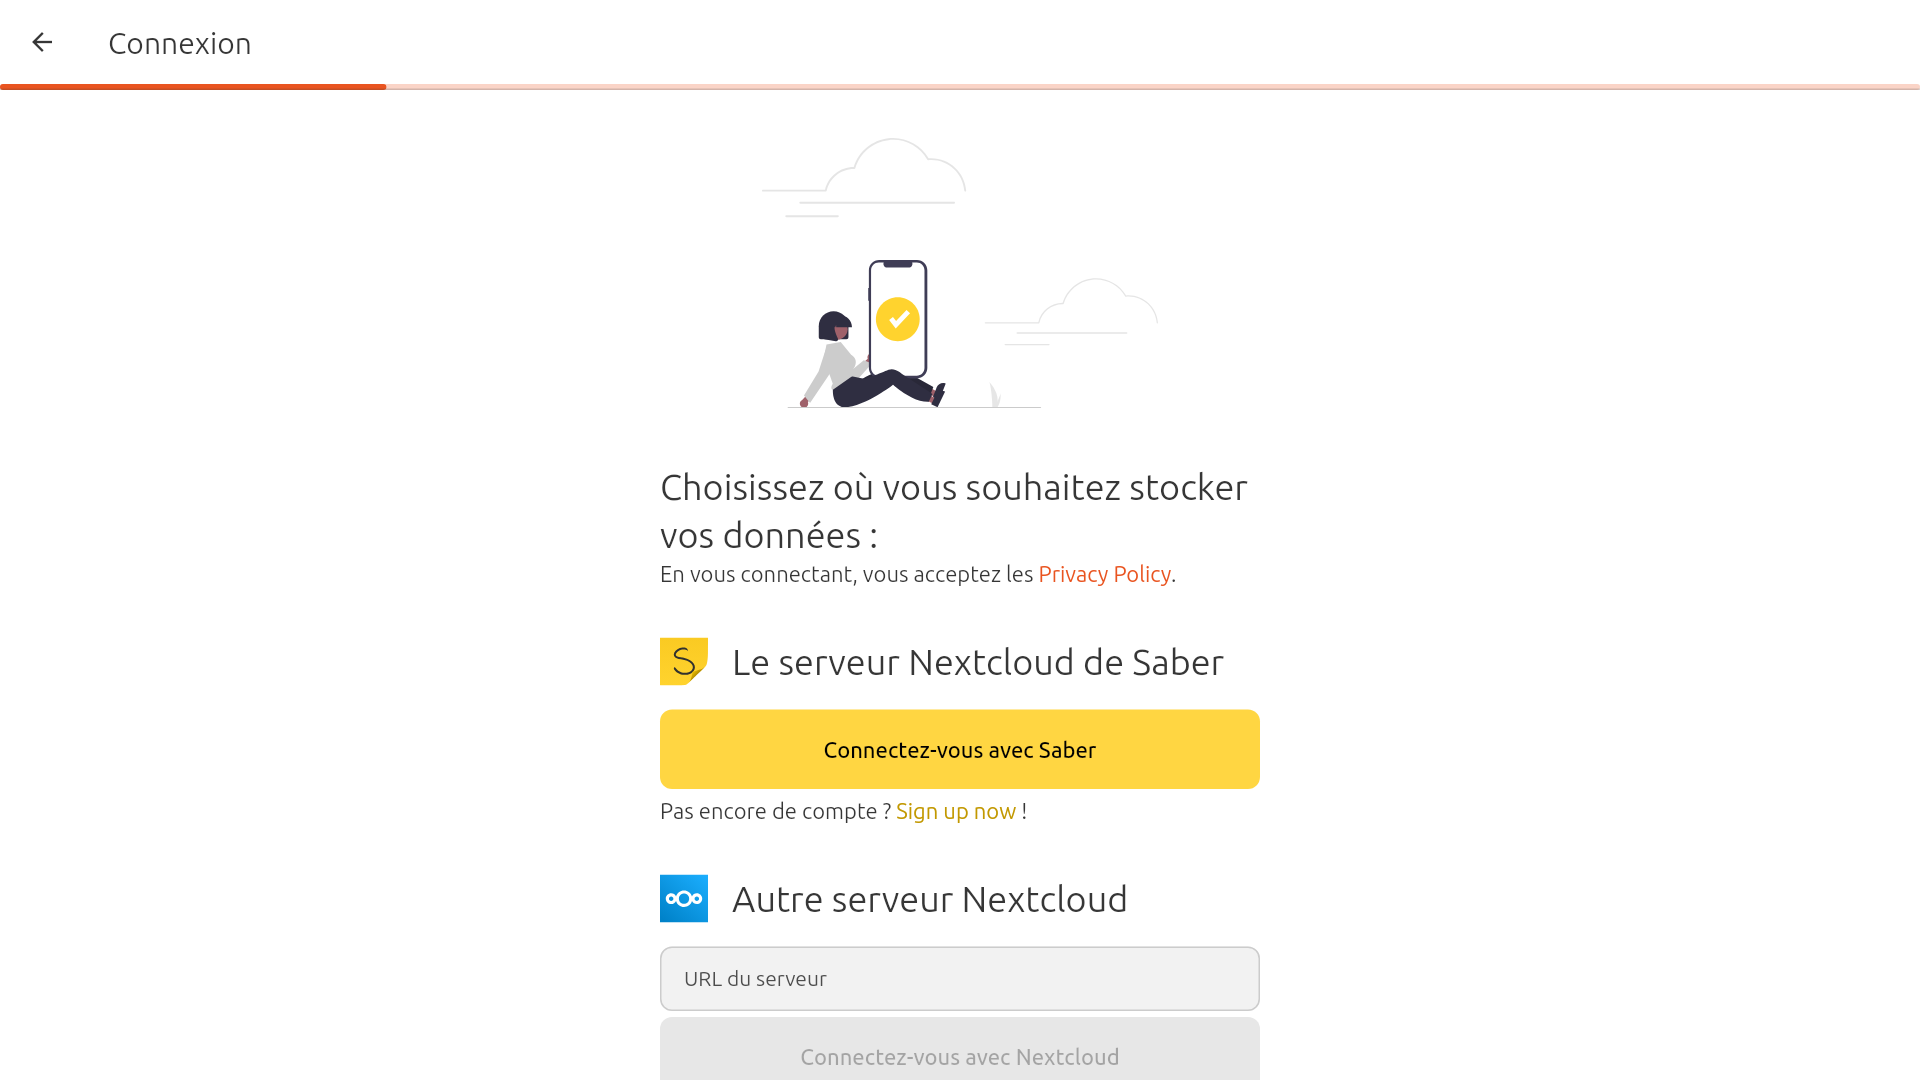 Connexion
Choisissez où vous souhaitez stocker
vos données :
En vous connectant, vous acceptez les Privacy Policy.
S
Le serveur Nextcloud de Saber
Connectez-vous avec Saber
Pas encore de compte ? Sign up now !
Autre serveur Nextcloud
URL du serveur
Connectez-vous avec Nextcloud